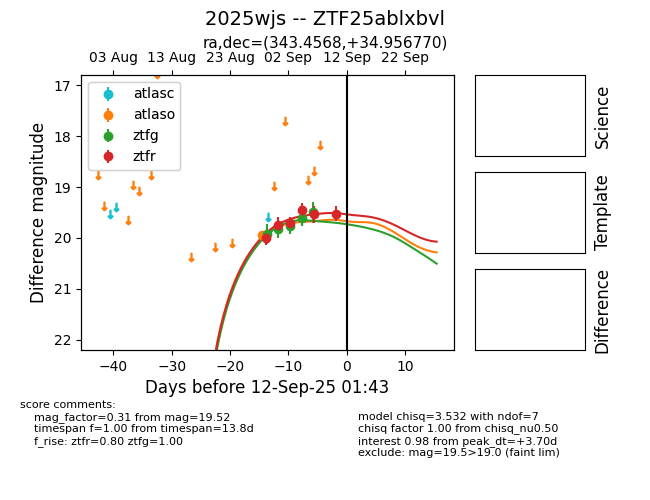 2025wjs -- ZTF25ablxbvl
ra,dec=(343.4568,+34.956770)
03 Aug 13 Aug 23 Aug 02 Sep 12 Sep 22 Sep
atlasc
atlaso
ztfg
ztfr
17
18
19
20
21
22
Difference magnitude
−40 −30 −20 −10 0 10
Days before 12-Sep-25 01:43
Science
Template
Difference
score comments:
mag_factor=0.31 from mag=19.52
timespan f=1.00 from timespan=13.8d
f_rise: ztfr=0.80 ztfg=1.00
model chisq=3.532 with ndof=7
chisq factor 1.00 from chisq_nu0.50
interest 0.98 from peak_dt=+3.70d
exclude: mag=19.5>19.0 (faint lim)